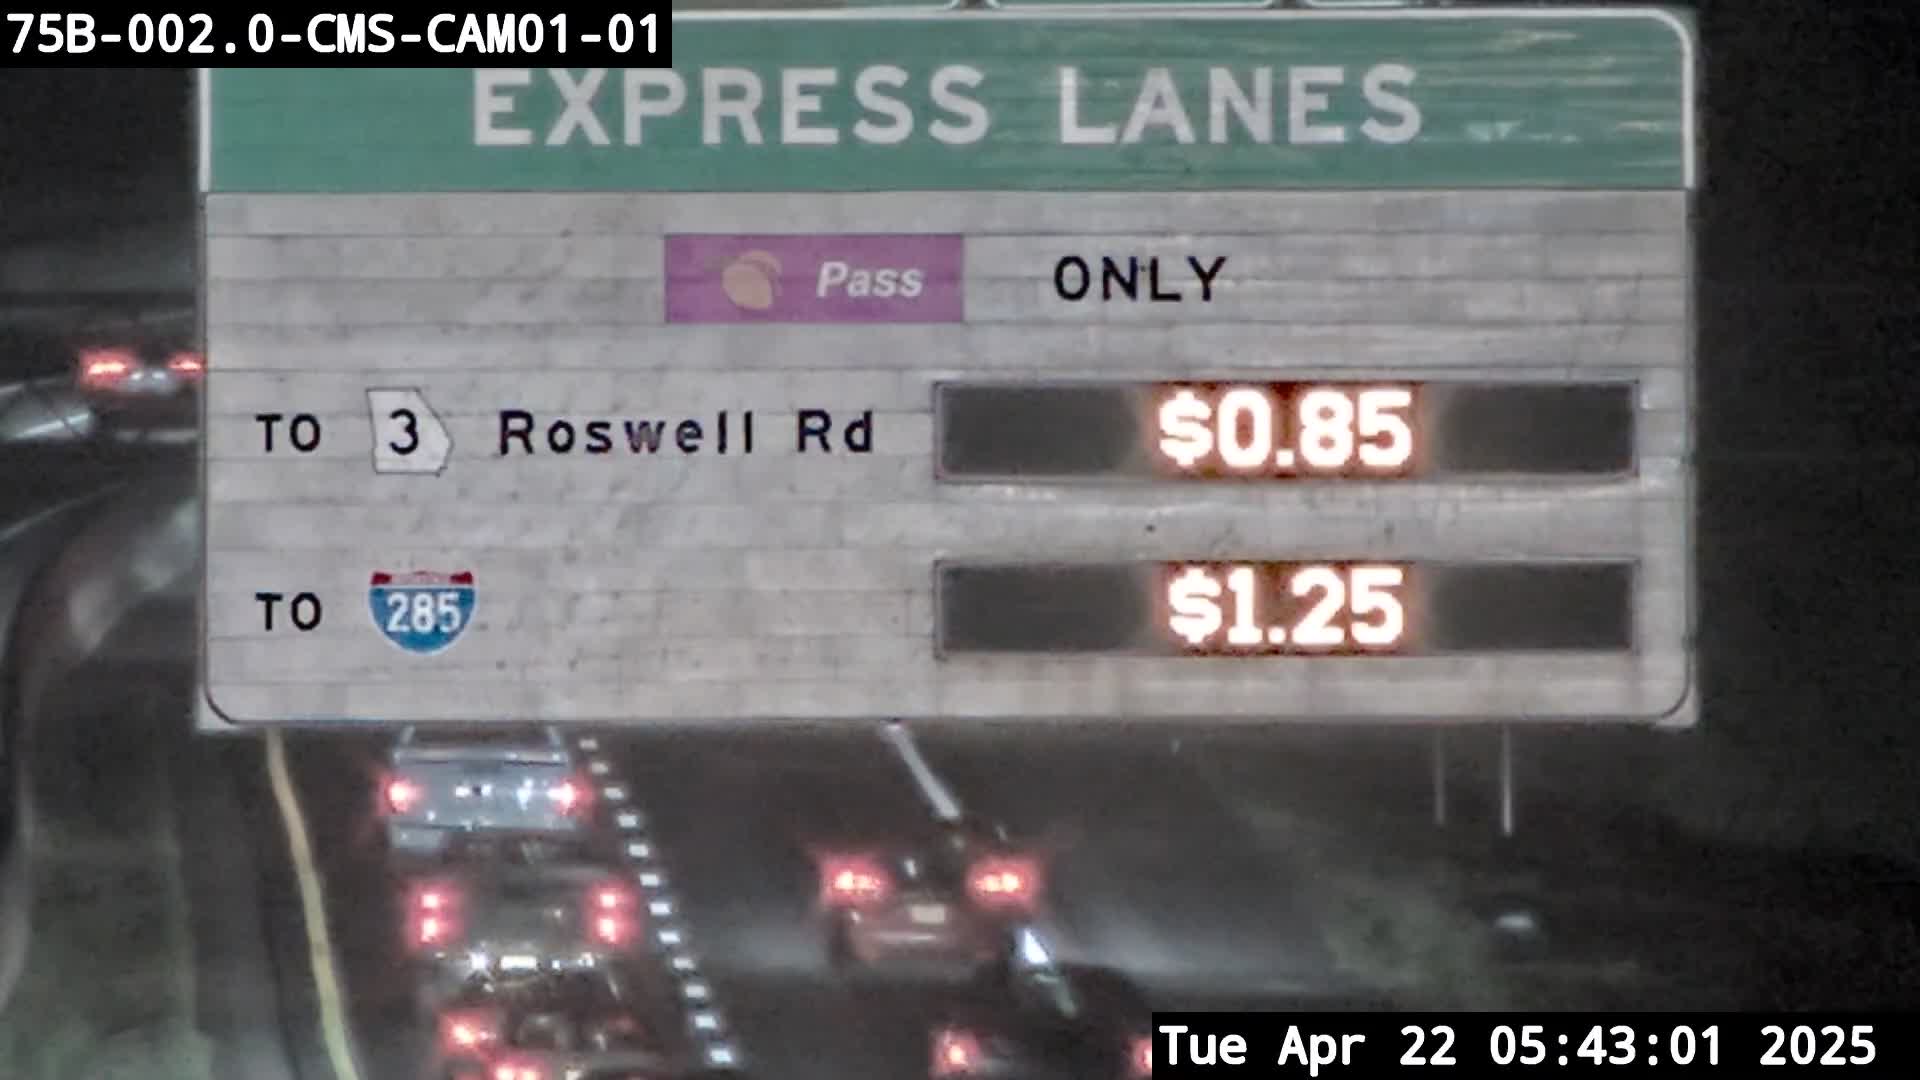 75B-002.0-CMS-CAM01-01
EXPRESS LANES
Pass ONLY
TO 3 Roswell Rd $0.85
TO 285 $1.25
Tue Apr 22 05:43:01 2025